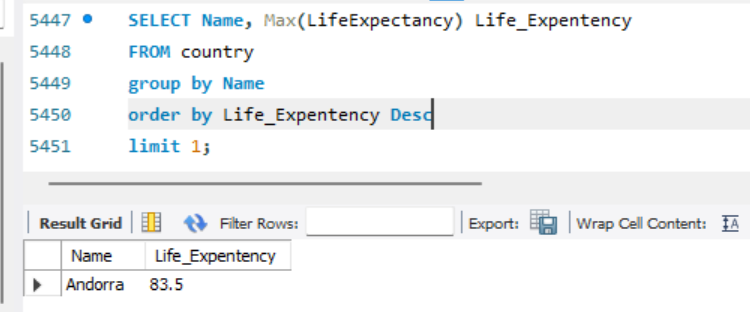 5447 SELECT Name, Max(LifeExpectancy) Life_Expentency
5448 FROM country
5449 group by Name
5450 order by Life_Expentency Desc
5451 limit 1;
Result Grid Filter Rows: Export: Wrap Cell Content: IA
Name Life_Expentency
Andorra 83.5